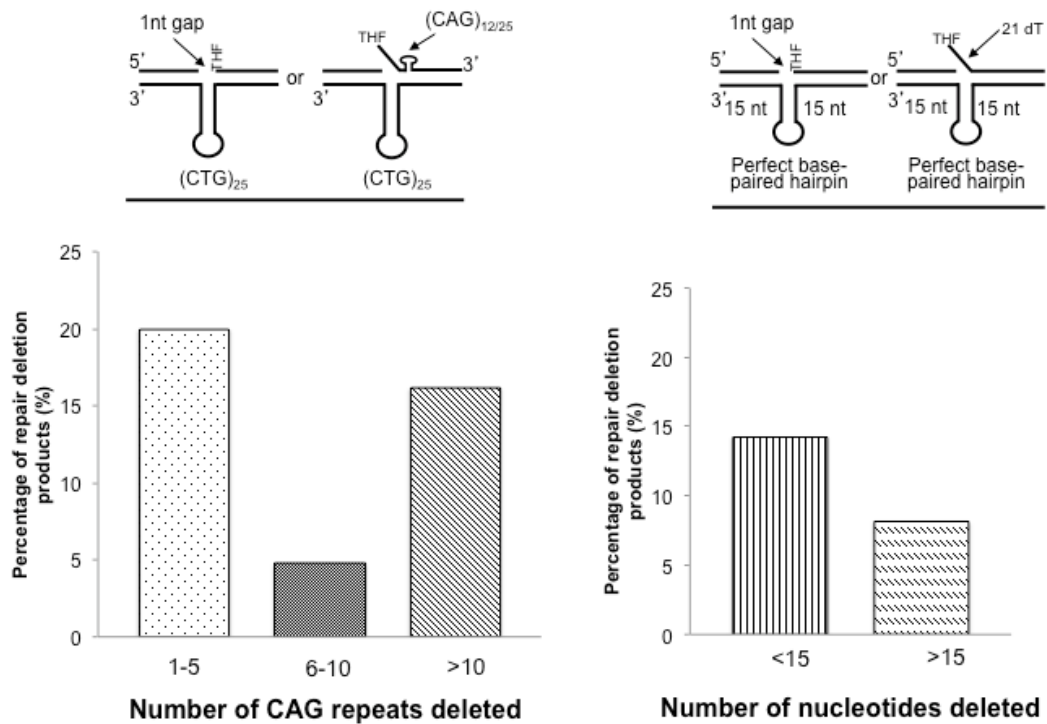 1nt gap
THF
5’
3’
(CTG)25
or
THF
(CAG)12/25
3’
3’
(CTG)25
1nt gap
THF
5’
3’
15 nt
15 nt
Perfect base-
paired hairpin
or
THF
21 dT
5’
3’
15 nt
15 nt
Perfect base-
paired hairpin
Percentage of repair deletion
products (%)
25
20
15
10
5
0
1-5
6-10
>10
Number of CAG repeats deleted
Percentage of repair deletion
products (%)
25
20
15
10
5
0
<15
>15
Number of nucleotides deleted